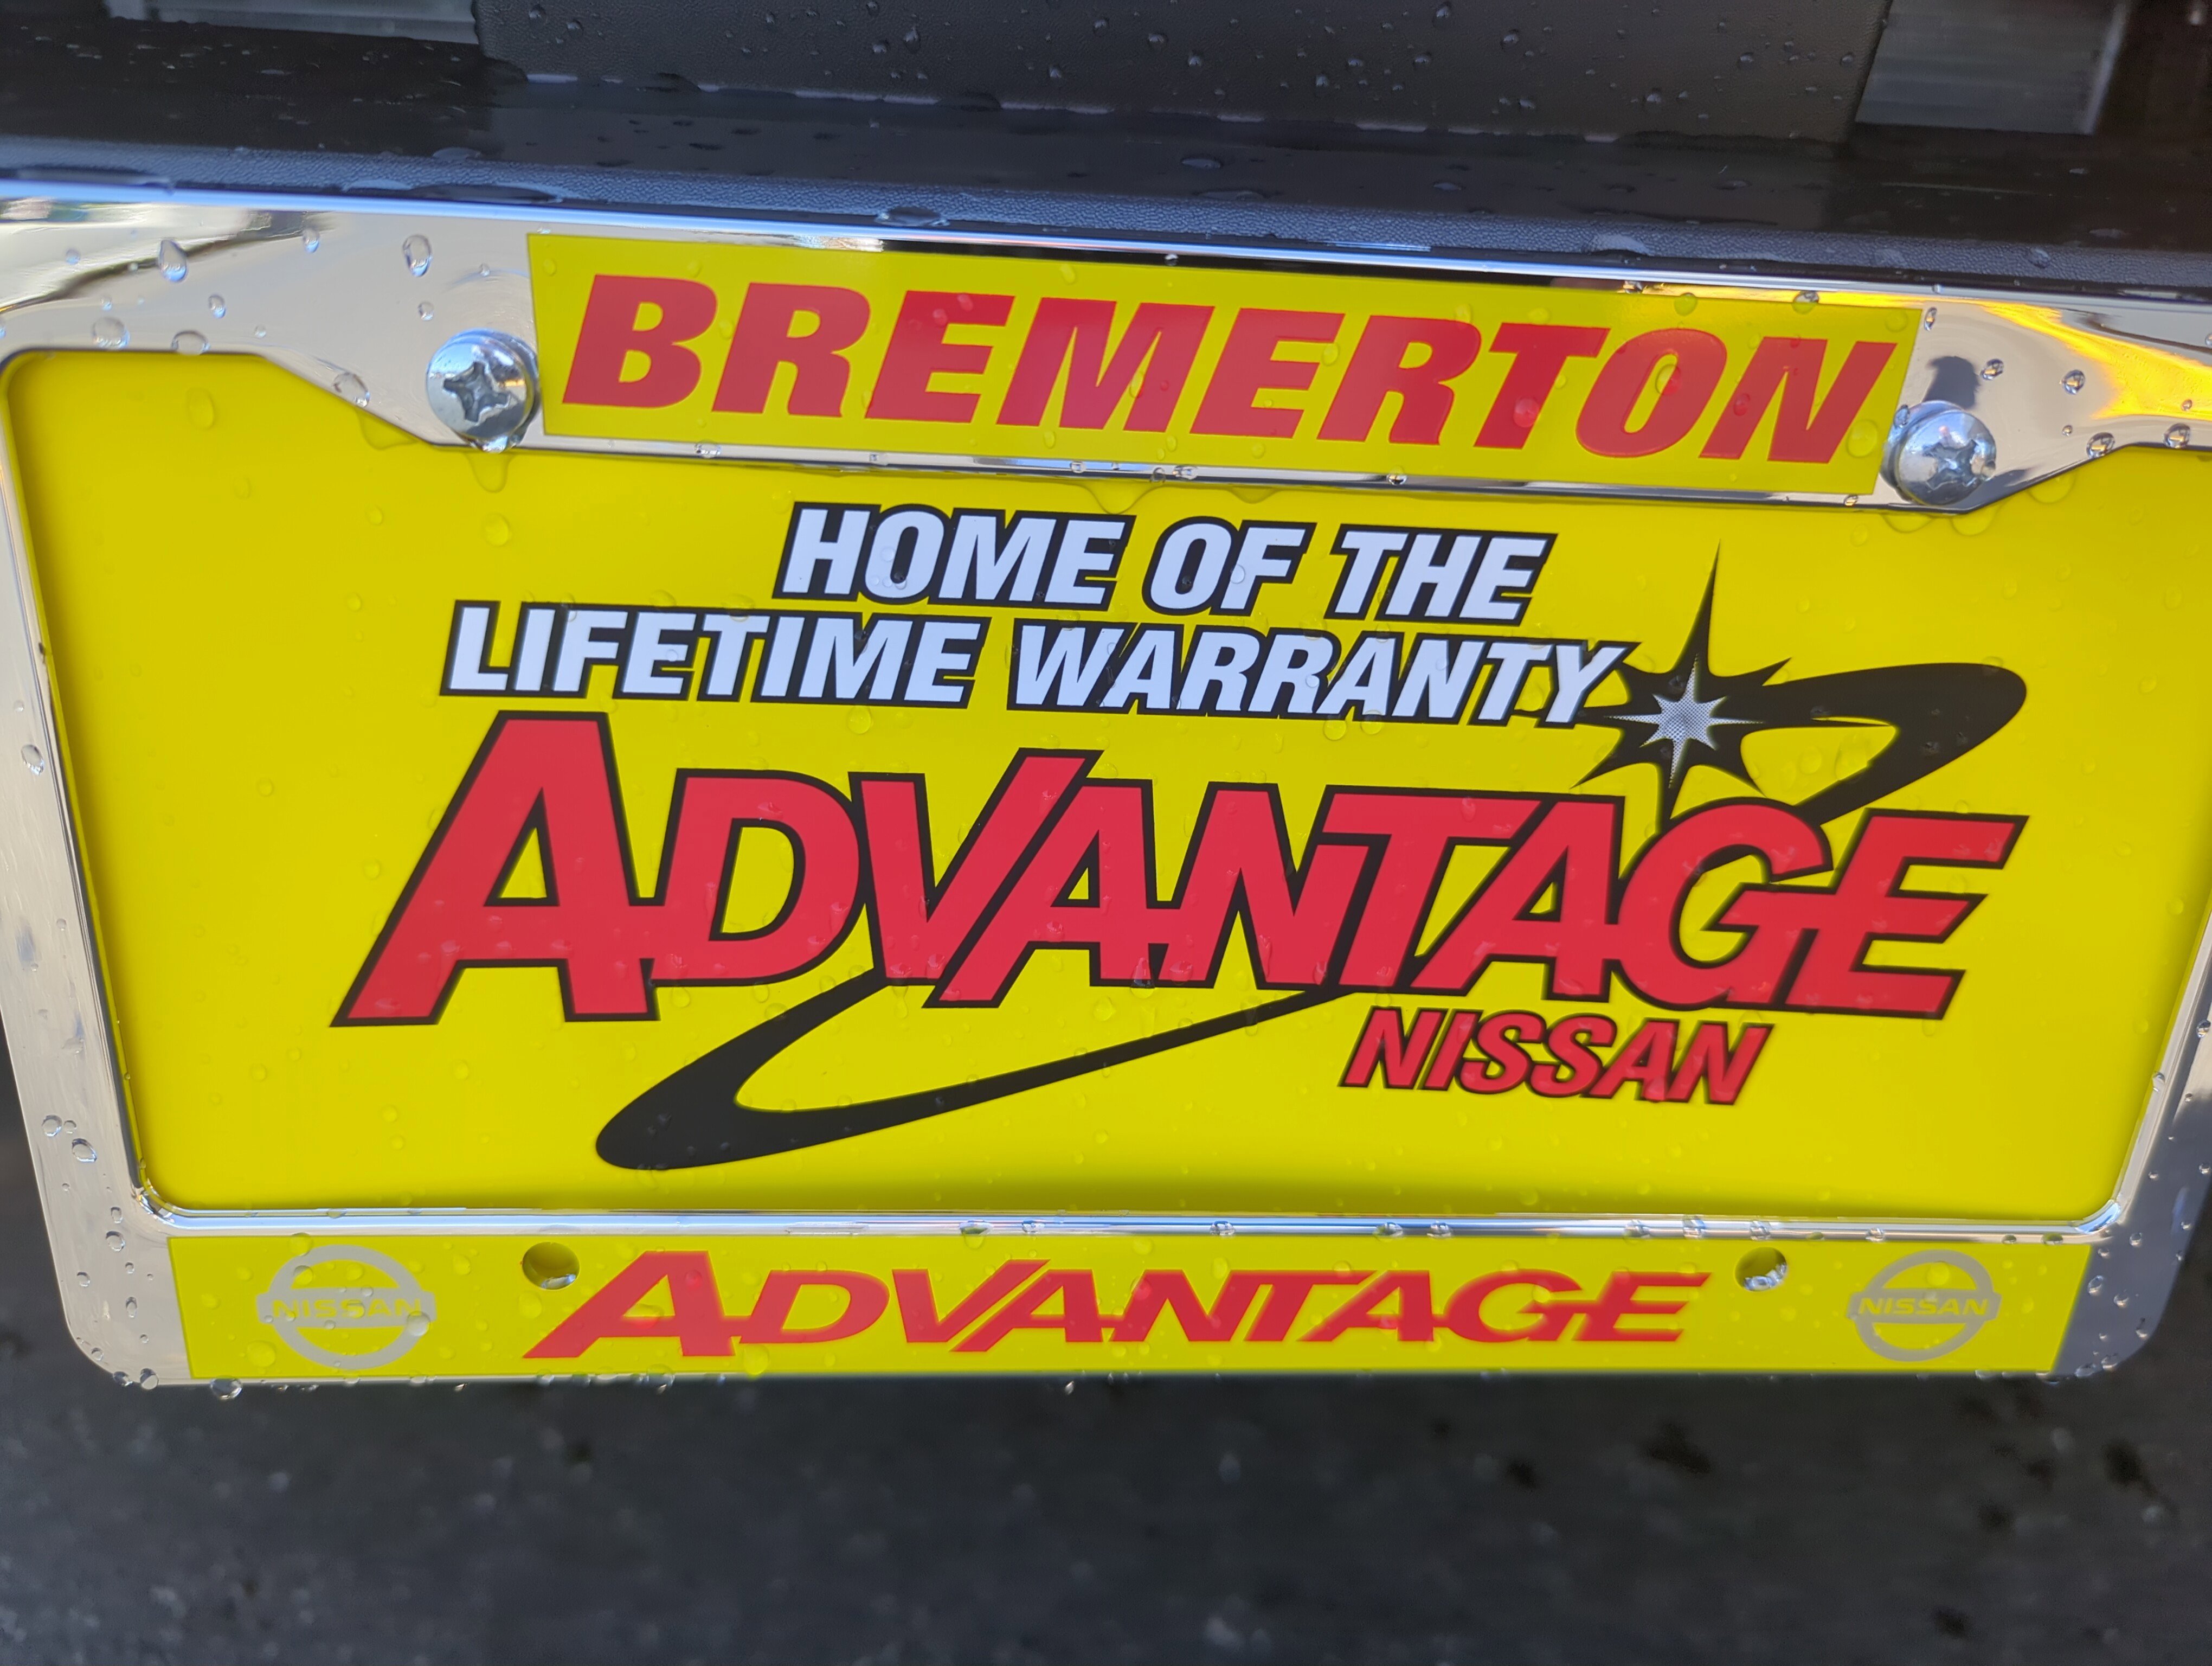 BREMERTON
HOME OF THE
LIFETIME WARRANTY
ADVANTAGE
NISSAN
NISSAN ADVANTAGE NISSAN